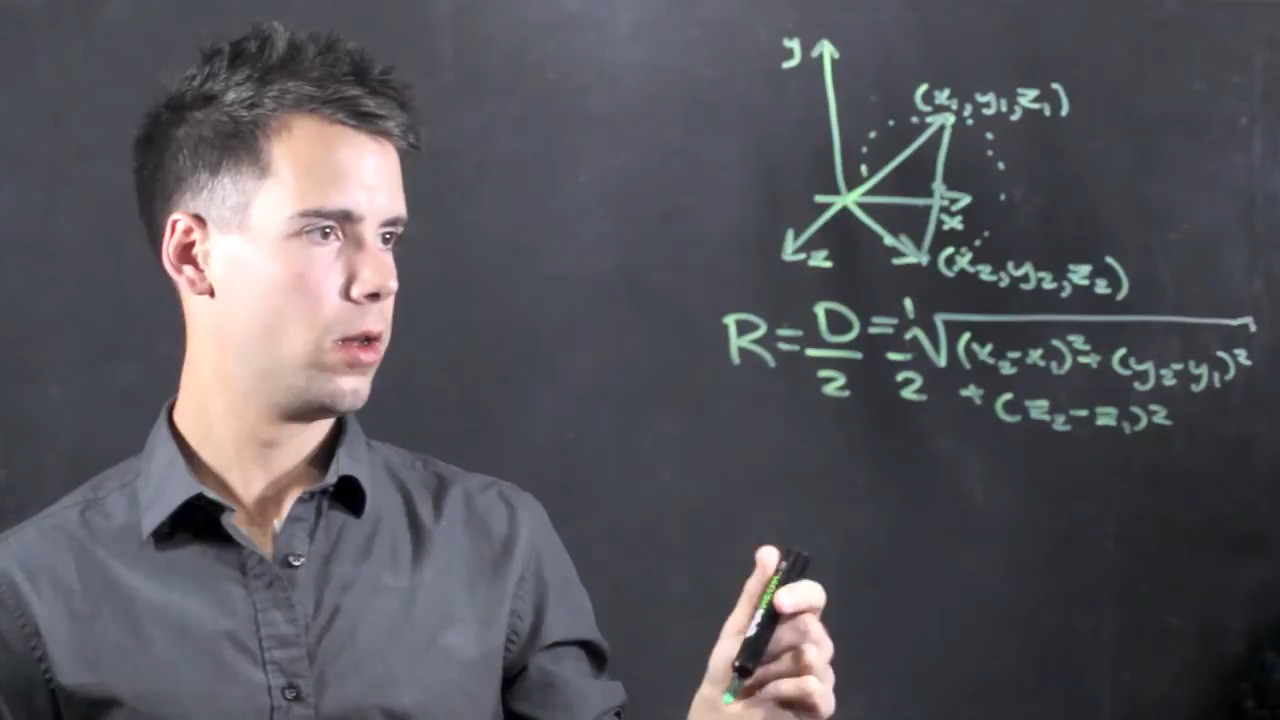 y
(x₁,y₁,z₁)
x
z
(x₂,y₂,z₂)
R=D/2=1/2√(x₂-x₁)²+(y₂-y₁)²
+(z₂-z₁)²